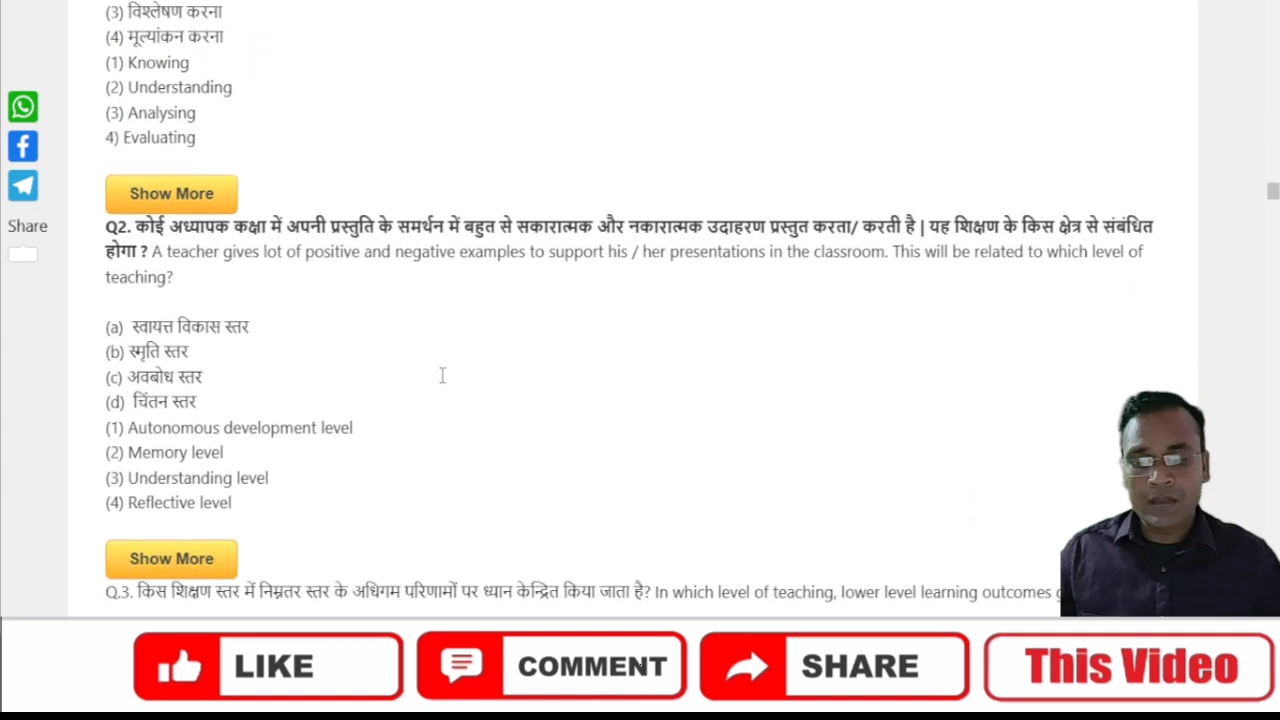 (3) विश्लेषण करना
(4) मूल्यांकन करना
(1) Knowing
(2) Understanding
(3) Analysing
4) Evaluating
Show More
Share
Q2. कोई अध्यापक कक्षा में अपनी प्रस्तुति के समर्थन में बहुत से सकारात्मक और नकारात्मक उदाहरण प्रस्तुत करता/ करती है | यह शिक्षण के किस क्षेत्र से संबंधित
होगा ? A teacher gives lot of positive and negative examples to support his / her presentations in the classroom. This will be related to which level of
teaching?
(a) स्वायत्त विकास स्तर
(b) स्मृति स्तर
(c) अवबोध स्तर
(d) चिंतन स्तर
(1) Autonomous development level
(2) Memory level
(3) Understanding level
(4) Reflective level
Show More
Q.3. किस शिक्षण स्तर में निम्नतर स्तर के अधिगम परिणामों पर ध्यान केन्द्रित किया जाता है? In which level of teaching, lower level learning outcomes
LIKE
COMMENT
SHARE
This Video